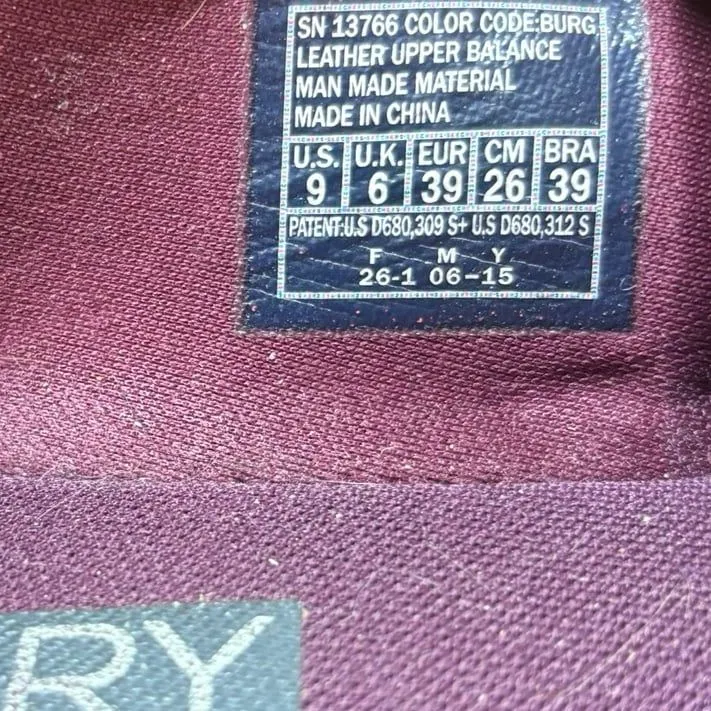 SN 13766 COLOR CODE:BURG
LEATHER UPPER BALANCE
MAN MADE MATERIAL
MADE IN CHINA
U.S. U.K. EUR CM BRA
9 6 39 26 39
PATENT:U.S D680,309 S+ U.S D680,312 S
F M Y
26-1 06-15
RY